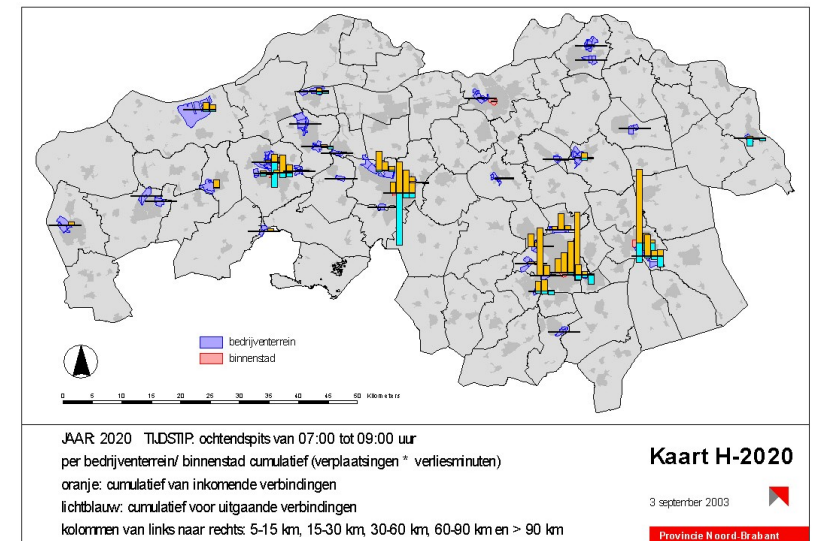 bedrijventerrein
binnenstad
0 5 10 15 20 25 30 35 40 45 50 Kilometers
JAAR: 2020 TIJDSTIP: ochtendspits van 07:00 tot 09:00 uur
per bedrijventerrein/ binnenstad cumulatief (verplaatsingen * verliesminuten)
oranje: cumulatief van inkomende verbindingen
lichtblauw: cumulatief voor uitgaande verbindingen
kolommen van links naar rechts: 5-15 km, 15-30 km, 30-60 km, 60-90 km en > 90 km
Kaart H-2020
3 september 2003
Provincie Noord-Brabant